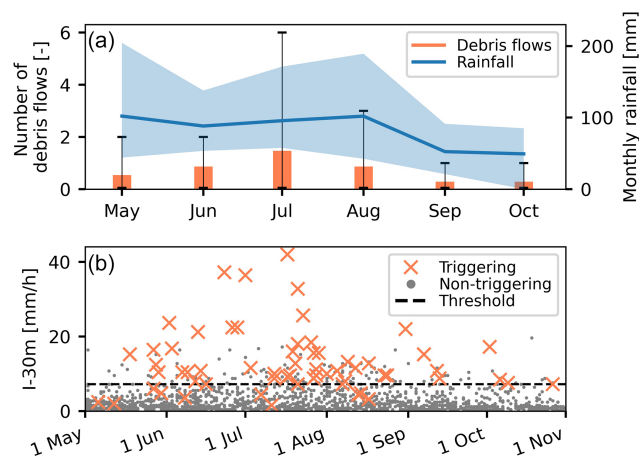 (a)
Number of
debris flows [-]
6
4
2
0
Debris flows
Rainfall
200
100
0
Monthly rainfall [mm]
May Jun Jul Aug Sep Oct
(b)
I-30m [mm/h]
40
20
0
Triggering
Non-triggering
Threshold
1 May 1 Jun 1 Jul 1 Aug 1 Sep 1 Oct 1 Nov